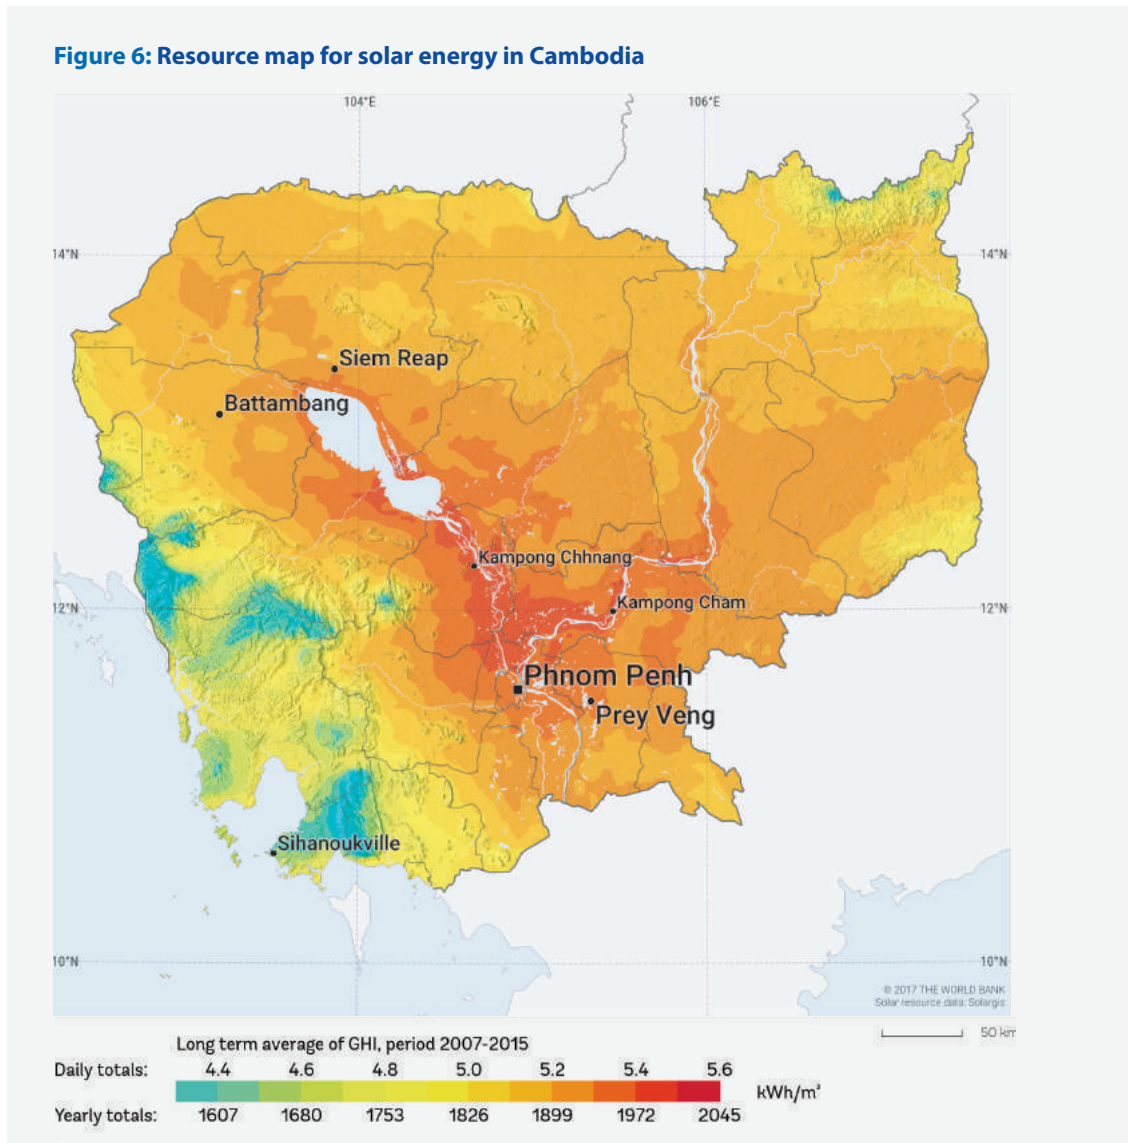 Figure 6: Resource map for solar energy in Cambodia
104°E 106°E
14°N 14°N
Siem Reap
Battambang
Kampong Chhnang
12°N 12°N
Kampong Cham
Phnom Penh
Prey Veng
Sihanoukville
10°N 10°N
© 2017 THE WORLD BANK
Solar resource data: Solargis
50 km
Long term average of GHI, period 2007-2015
Daily totals: 4.4 4.6 4.8 5.0 5.2 5.4 5.6
kWh/m²
Yearly totals: 1607 1680 1753 1826 1899 1972 2045